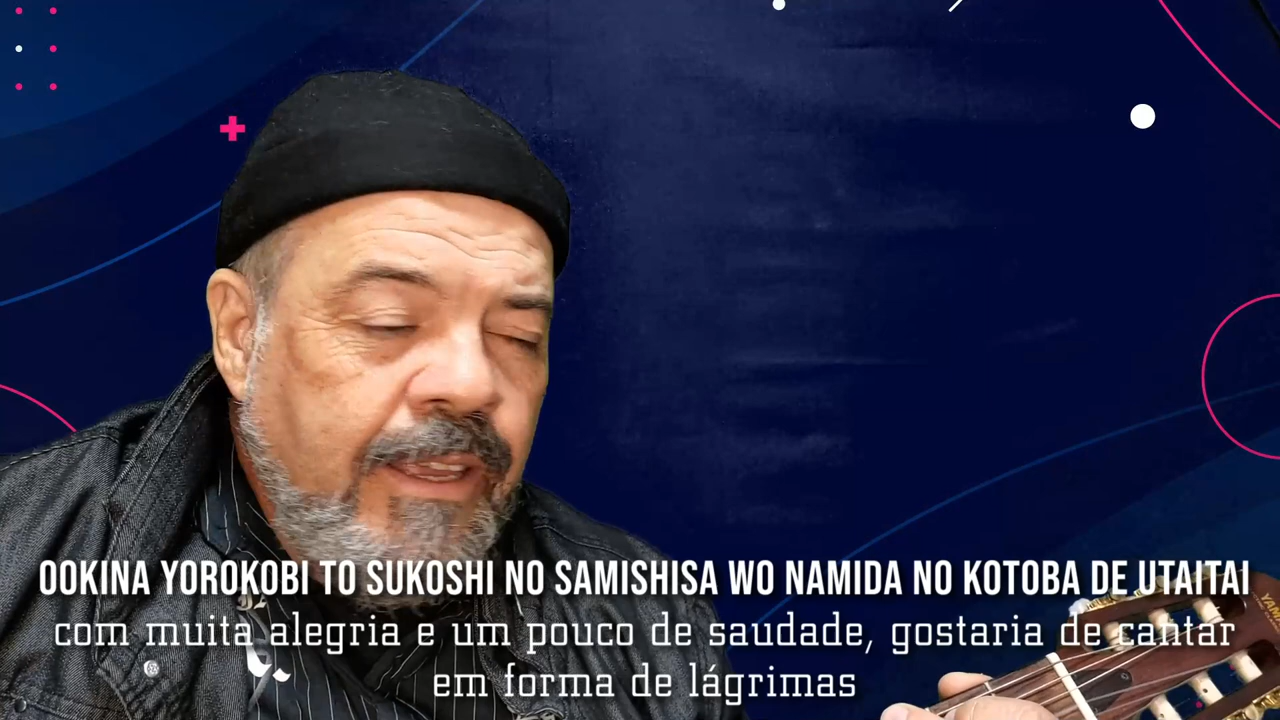 OOKINA YOROKOBI TO SUKOSHI NO SAMISHISA WO NAMIDA NO KOTOBA DE UTAITAI
com muita alegria e um pouco de saudade, gostaria de cantar
em forma de lágrimas